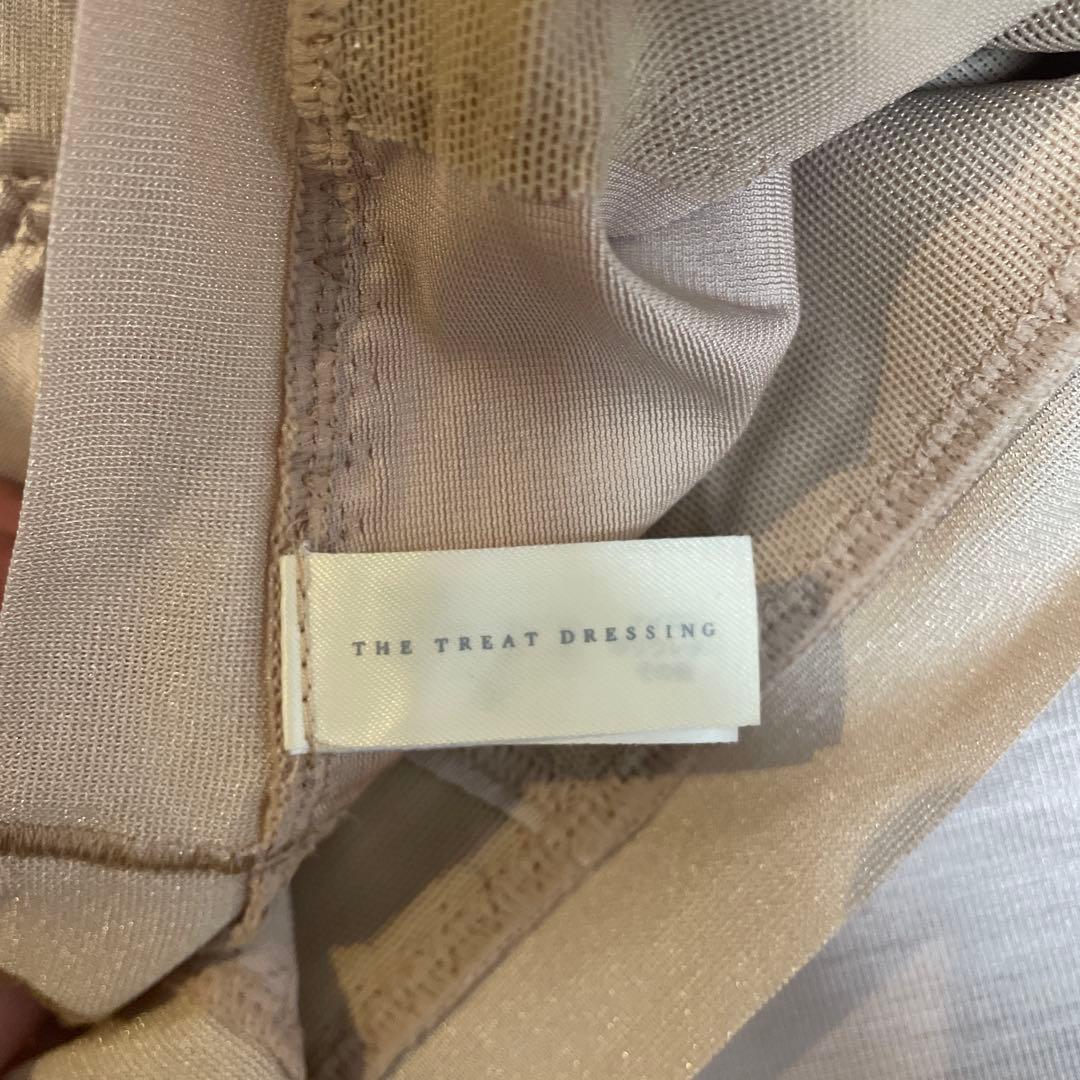 THE TREAT DRESSING